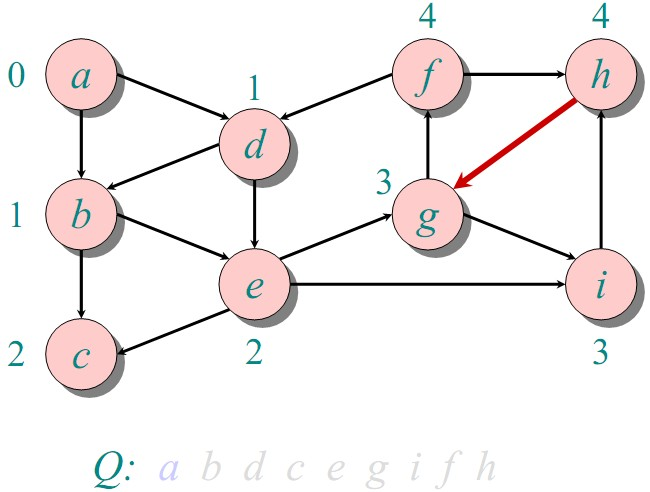 4 4
0 a 1 f h
d
3
1 b g
e i
2 c 2 3
Q: a b d c e g i f h